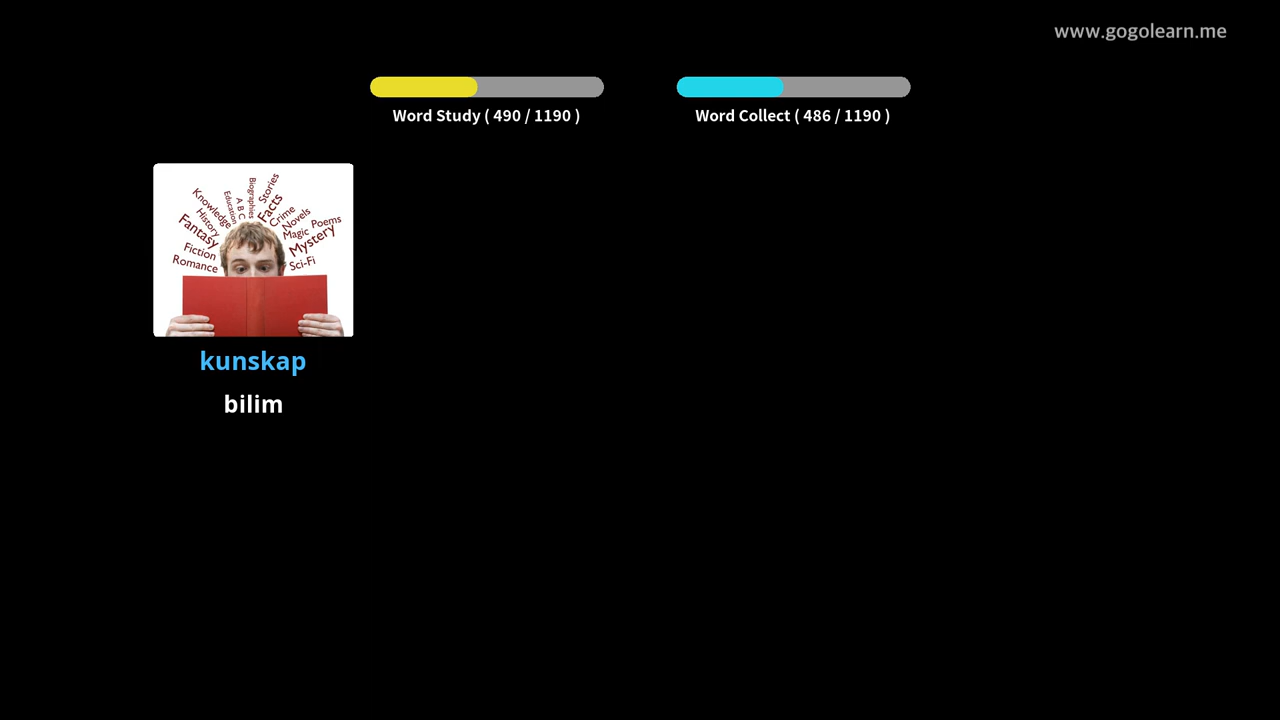 www.gogolearn.me
Word Study ( 490 / 1190 )
Word Collect ( 486 / 1190 )
Knowledge
History
Fantasy
Fiction
Romance
Education
A B C
Biographies
Stories
Facts
Crime
Novels
Magic
Poems
Mystery
Sci-Fi
kunskap
bilim